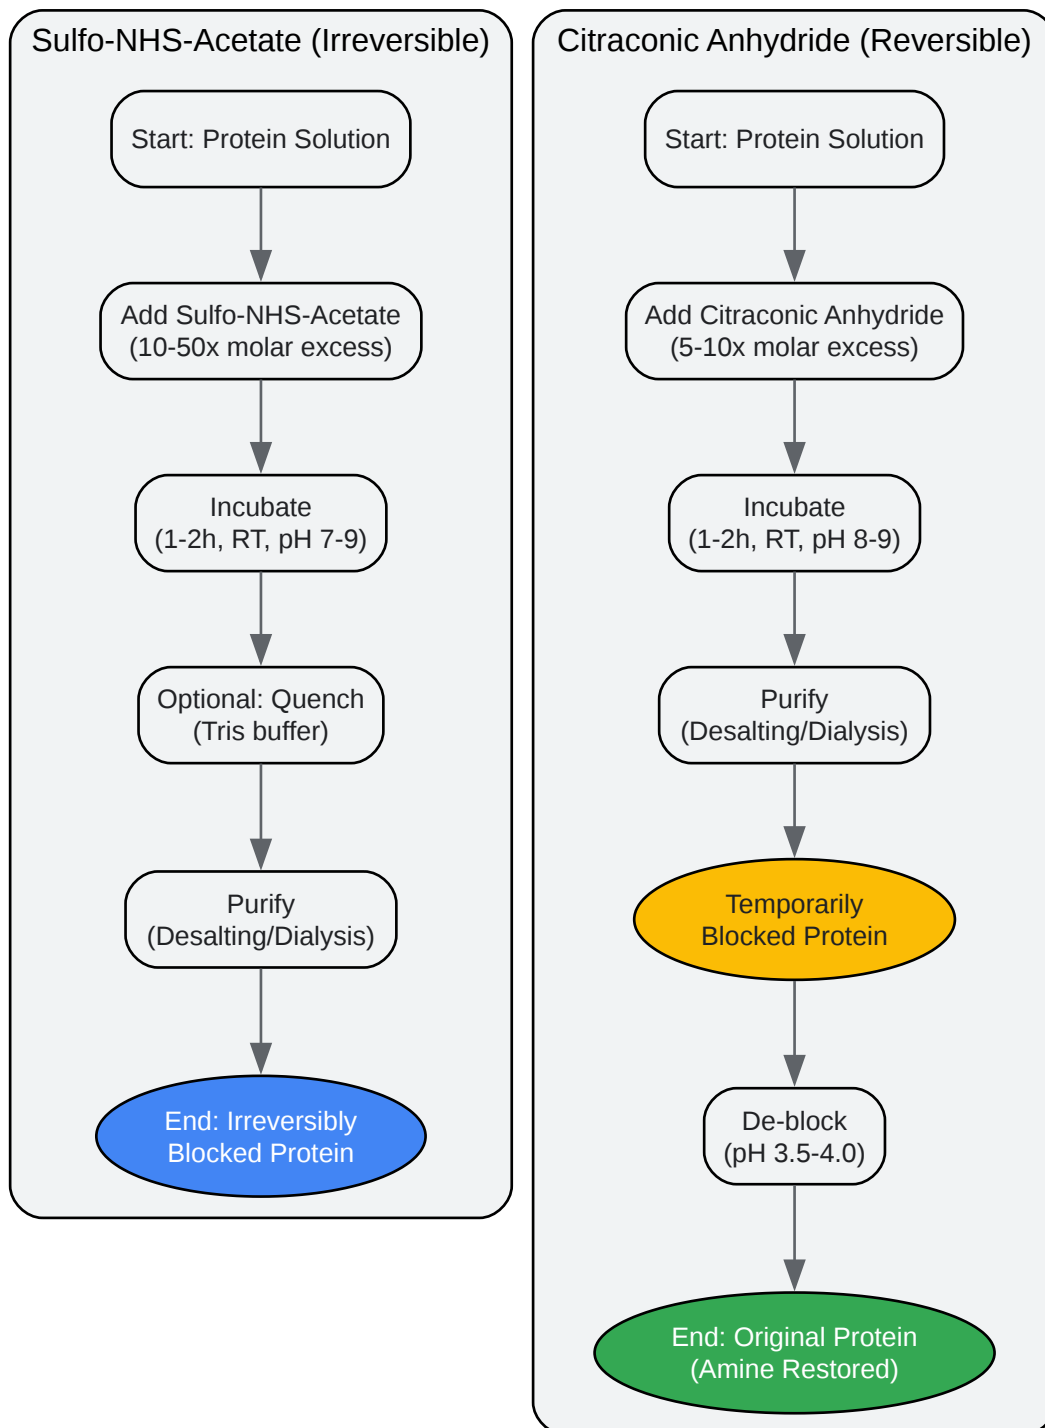 Sulfo-NHS-Acetate (Irreversible)
Start: Protein Solution
Add Sulfo-NHS-Acetate
(10-50x molar excess)
Incubate
(1-2h, RT, pH 7-9)
Optional: Quench
(Tris buffer)
Purify
(Desalting/Dialysis)
End: Irreversibly
Blocked Protein
Citraconic Anhydride (Reversible)
Start: Protein Solution
Add Citraconic Anhydride
(5-10x molar excess)
Incubate
(1-2h, RT, pH 8-9)
Purify
(Desalting/Dialysis)
Temporarily
Blocked Protein
De-block
(pH 3.5-4.0)
End: Original Protein
(Amine Restored)